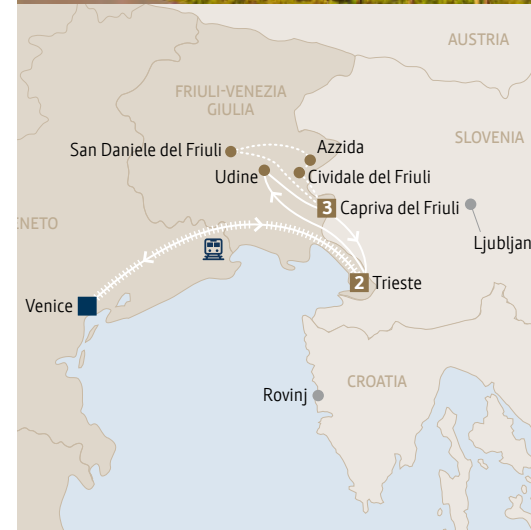 AUSTRIA
FRIULI-VENEZIA
GIULIA
SLOVENIA
San Daniele del Friuli
Azzida
Udine
Cividale del Friuli
3 Capriva del Friuli
NETO
Ljubljan
2 Trieste
Venice
CROATIA
Rovinj